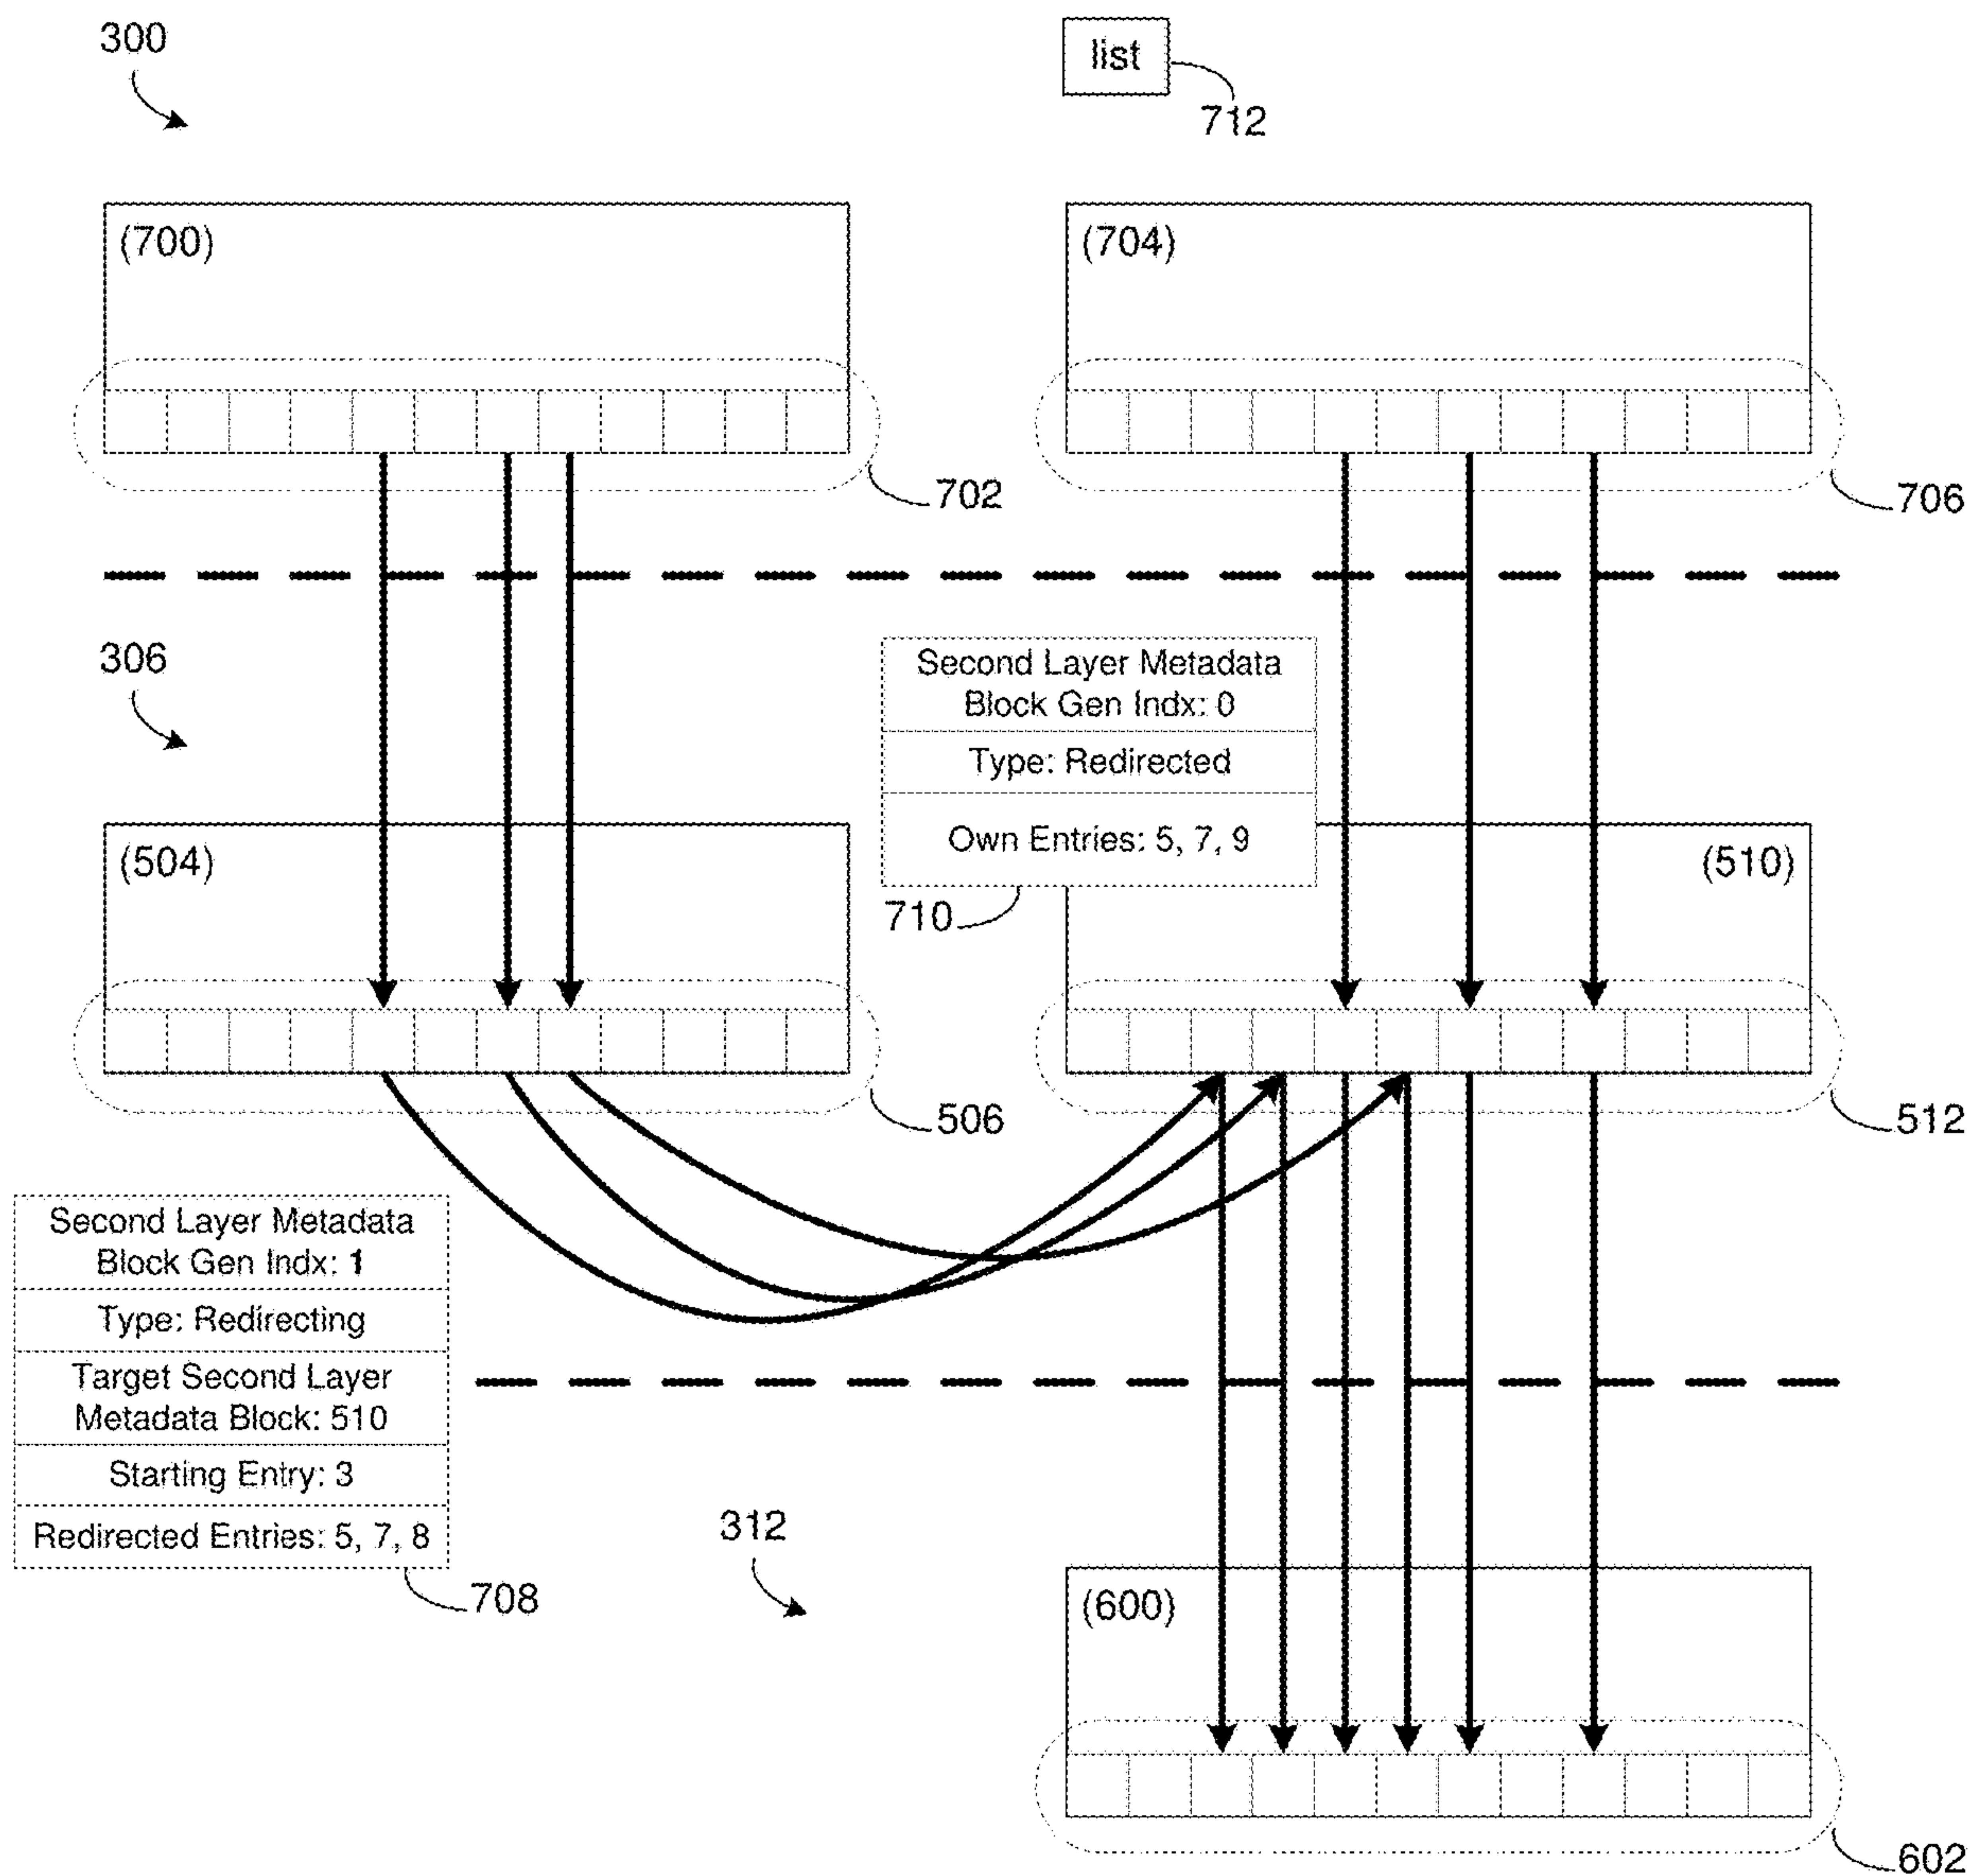 300
list
712
(700)
(704)
702
706
306
Second Layer Metadata
Block Gen Indx: 0
Type: Redirected
Own Entries: 5, 7, 9
(504)
(510)
710
506
512
Second Layer Metadata
Block Gen Indx: 1
Type: Redirecting
Target Second Layer
Metadata Block: 510
Starting Entry: 3
Redirected Entries: 5, 7, 8
708
312
(600)
602